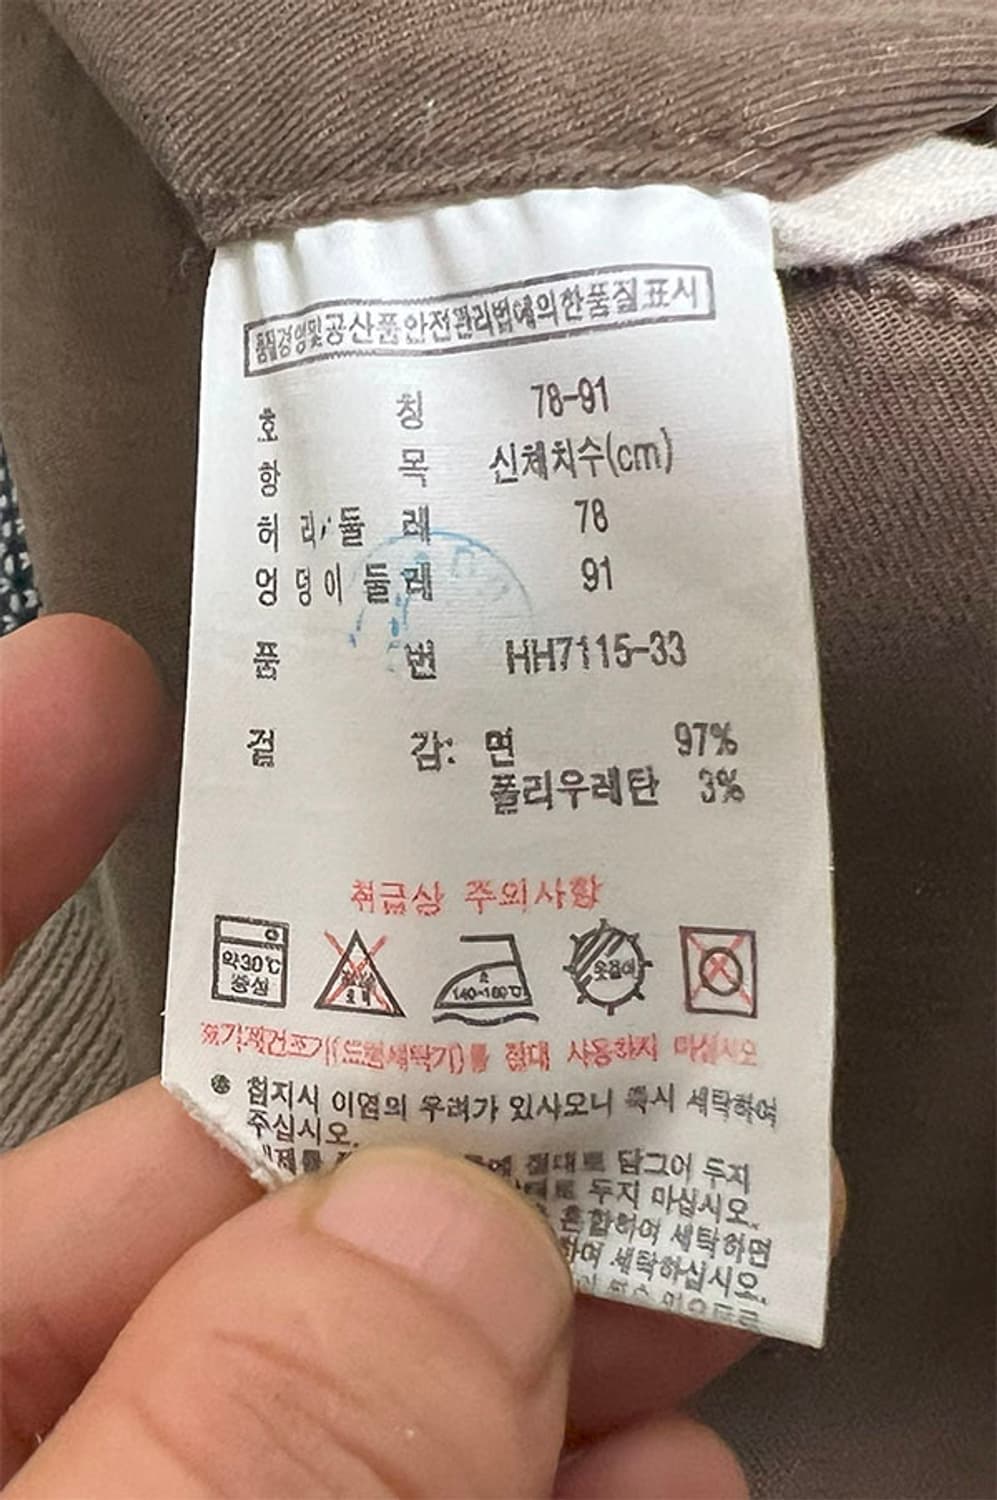 품질경영및공산품안전관리법에의한품질표시
호 칭 78-91
항 목 신체치수(cm)
허 리 둘 레 78
엉 덩 이 둘 레 91
품 번 HH7115-33
겉 감: 면 97%
폴리우레탄 3%
취급상 주의사항
약30℃
중성
140~160℃
옷걸이
※기계건조기(드럼세탁기)를 절대 사용하지 마십시오
● 접지시 이염의 우려가 있사오니 즉시 세탁하여
주십시오.
절대로 담그어 두지
두지 마십시오.
혼합하여 세탁하면
하여 세탁하십시오.